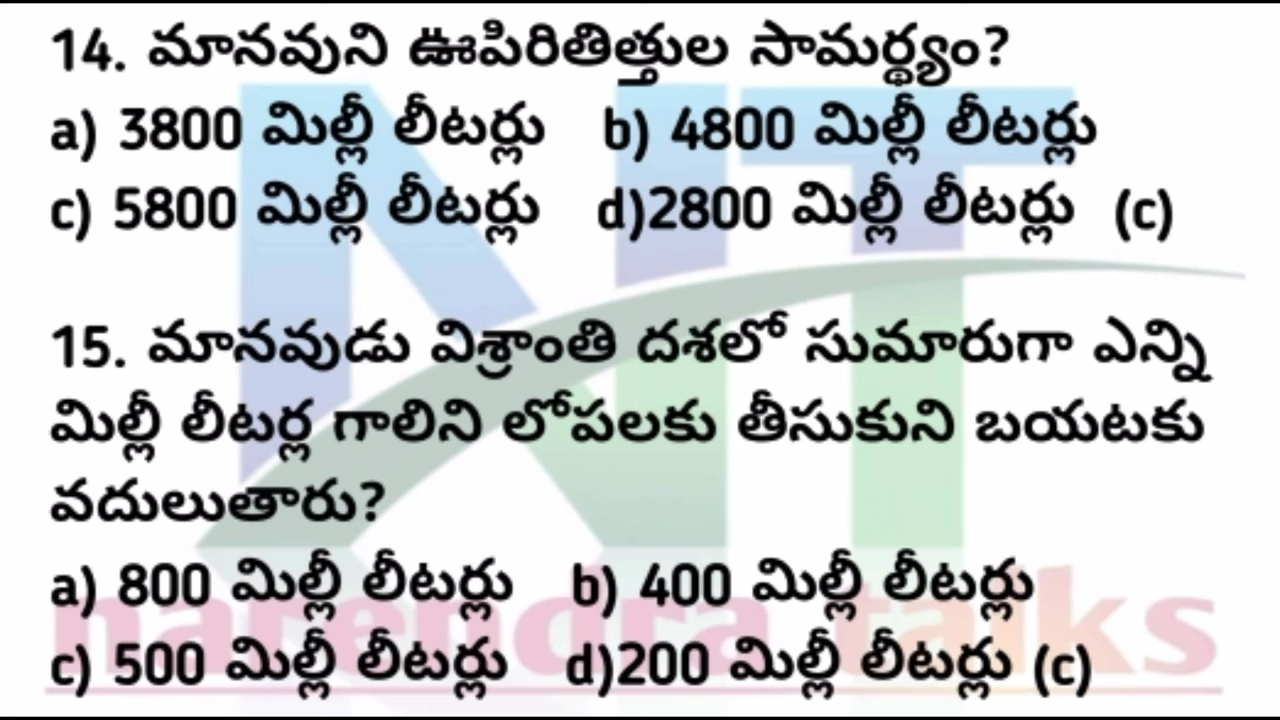 14. మానవుని ఊపిరితిత్తుల సామర్థ్యం?
a) 3800 మిల్లీ లీటర్లు b) 4800 మిల్లీ లీటర్లు
c) 5800 మిల్లీ లీటర్లు d)2800 మిల్లీ లీటర్లు (c)
15. మానవుడు విశ్రాంతి దశలో సుమారుగా ఎన్ని
మిల్లీ లీటర్ల గాలిని లోపలకు తీసుకుని బయటకు
వదులుతారు?
a) 800 మిల్లీ లీటర్లు b) 400 మిల్లీ లీటర్లు
c) 500 మిల్లీ లీటర్లు d)200 మిల్లీ లీటర్లు (c)
NIT
narendra talks